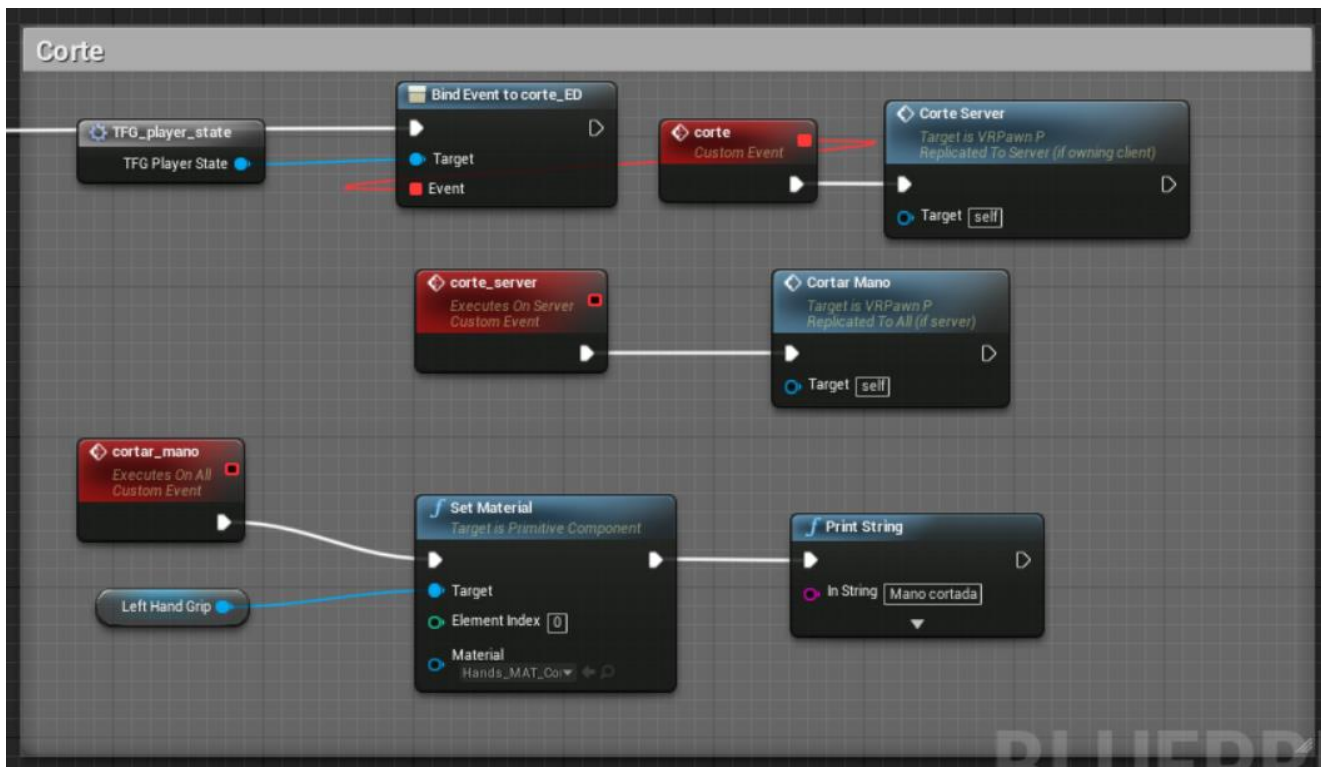 Corte
TFG_player_state
TFG Player State
Bind Event to corte_ED
Target
Event
corte
Custom Event
Corte Server
Target is VRPawn P
Replicated To Server (if owning client)
Target self
corte_server
Executes On Server
Custom Event
Cortar Mano
Target is VRPawn P
Replicated To All (if server)
Target self
cortar_mano
Executes On All
Custom Event
Left Hand Grip
Set Material
Target is Primitive Component
Target
Element Index 0
Material
Hands_MAT_Cor
Print String
In String Mano cortada